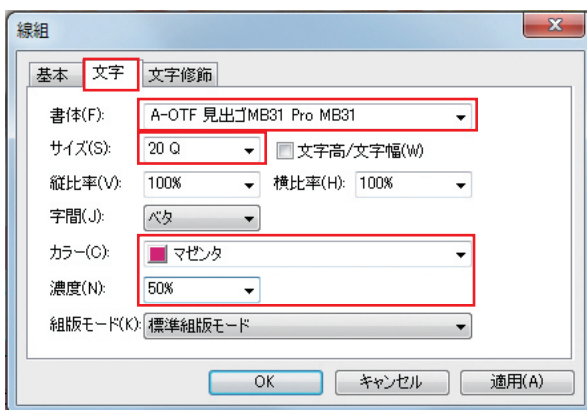 線組
基本 文字 文字修飾
書体(F): A-OTF 見出ゴMB31 Pro MB31
サイズ(S): 20 Q 文字高/文字幅(W)
縦比率(V): 100% 横比率(H): 100%
字間(J): ベタ
カラー(C): マゼンタ
濃度(N): 50%
組版モード(K): 標準組版モード
OK キャンセル 適用(A)